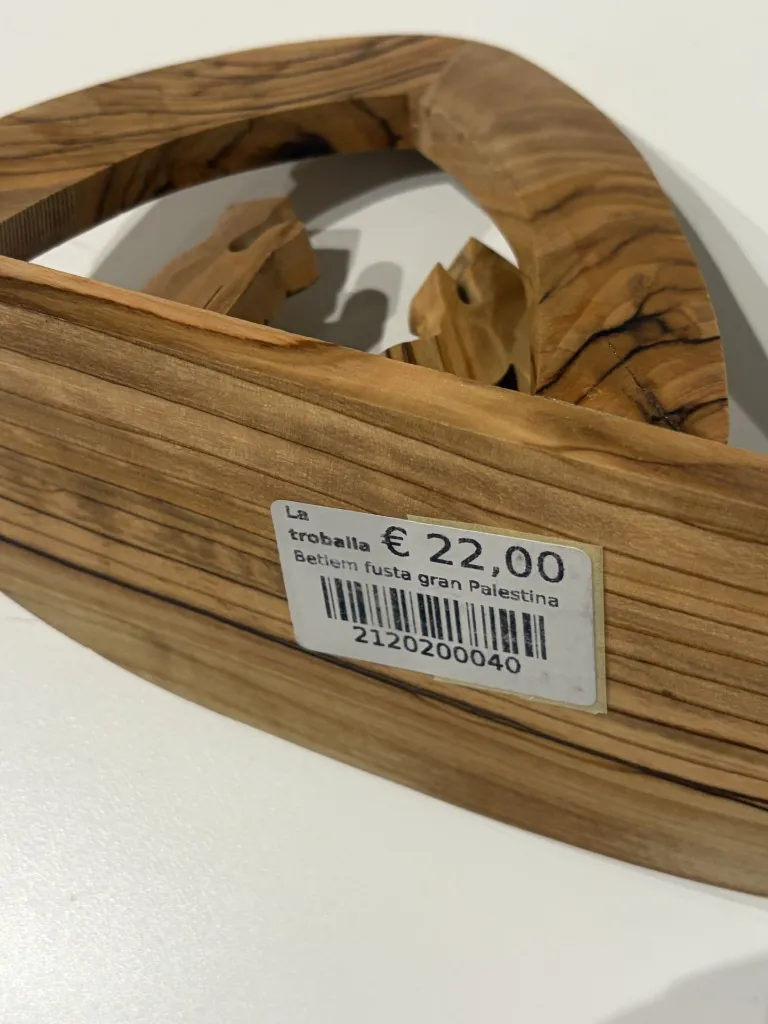 La
troballa € 22,00
Betlem fusta gran Palestina
2120200040